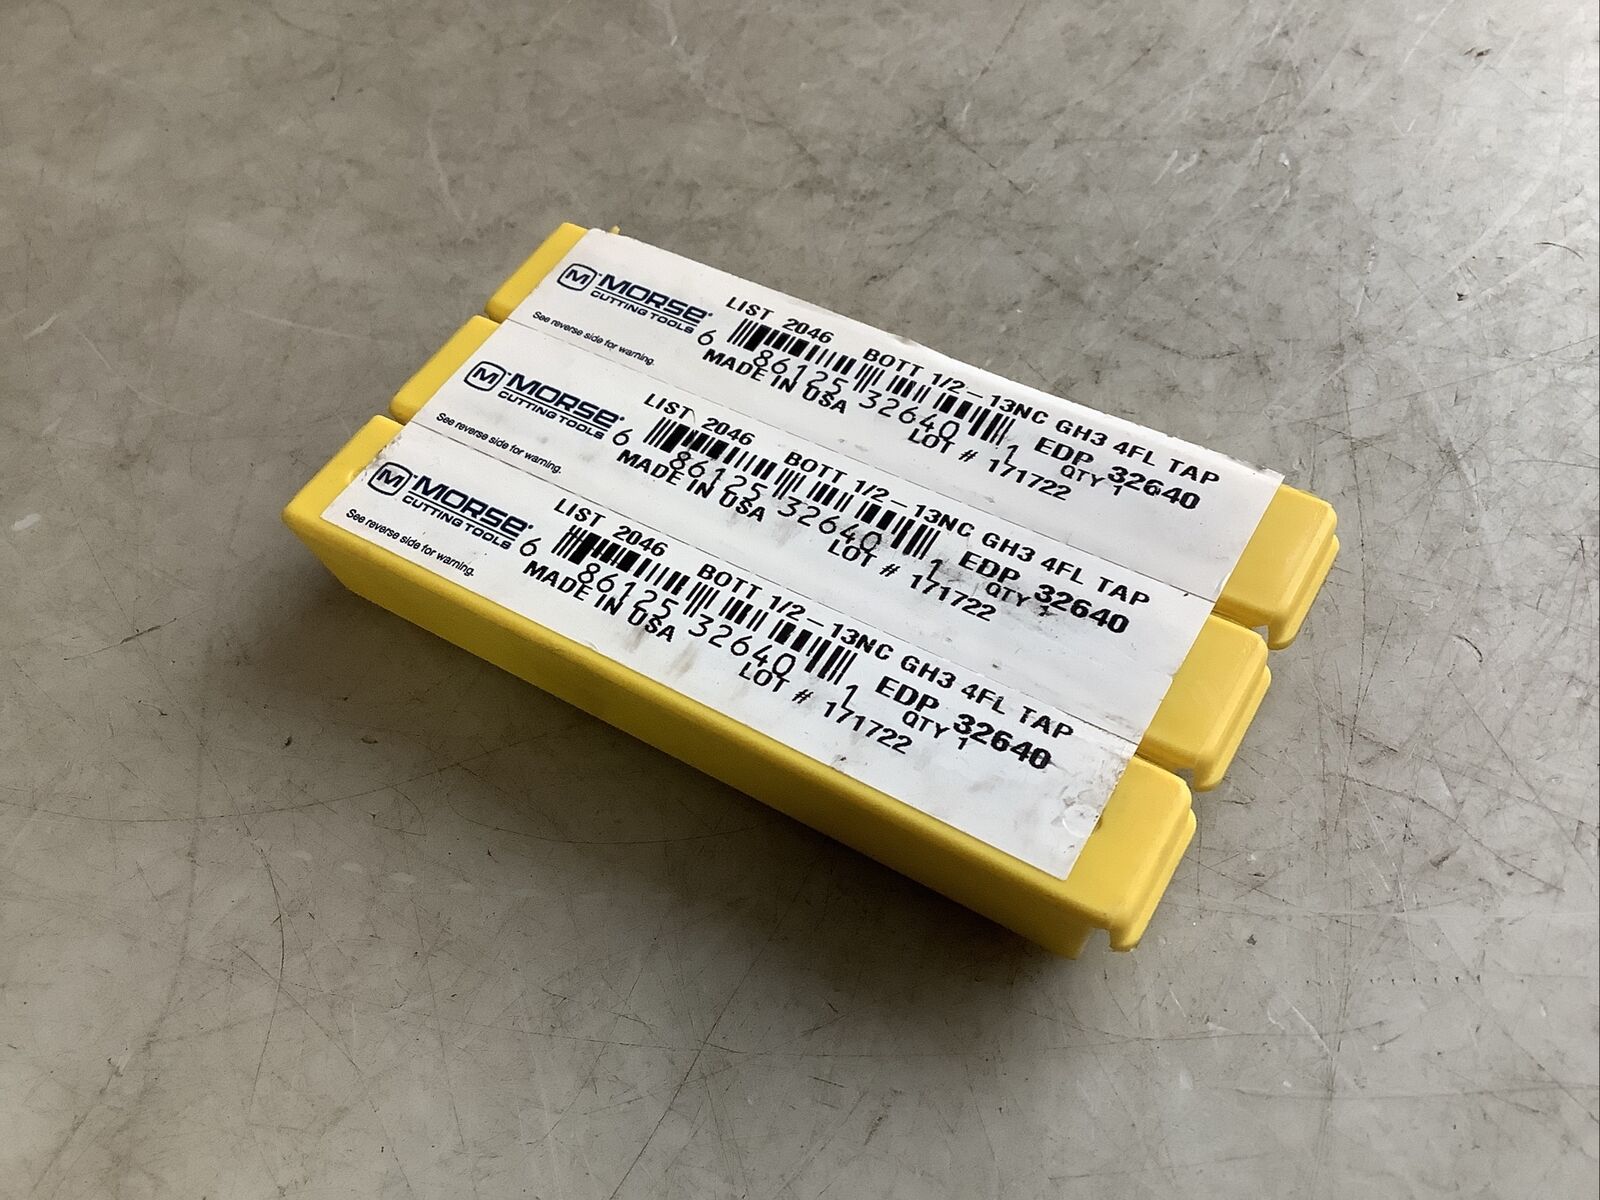 M MORSE
CUTTING TOOLS
See reverse side for warning.
LIST 2046 BOTT 1/2-13NC GH3 4FL TAP
6 86125 32640 1 EDP 32640
MADE IN USA LOT # 171722 QTY 1
M MORSE
CUTTING TOOLS
See reverse side for warning.
LIST 2046 BOTT 1/2-13NC GH3 4FL TAP
6 86125 32640 1 EDP 32640
MADE IN USA LOT # 171722 QTY 1
M MORSE
CUTTING TOOLS
See reverse side for warning.
LIST 2046 BOTT 1/2-13NC GH3 4FL TAP
6 86125 32640 1 EDP 32640
MADE IN USA LOT # 171722 QTY 1